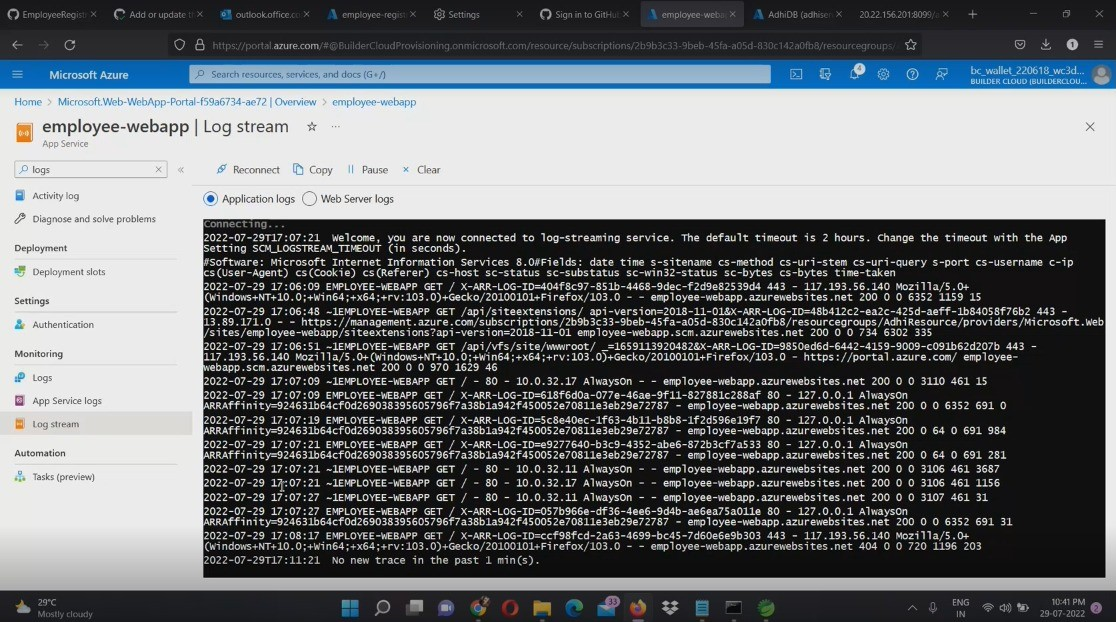 EmployeeRegist
Add or update th
outlook.office.co
employee-regist
Settings
Sign in to GitHub
employee-weba
AdhiDB (adhiserv
20.22.156.201:8099/a
https://portal.azure.com/#@BuilderCloudProvisioning.onmicrosoft.com/resource/subscriptions/2b9b3c33-9beb-45fa-a05d-830c142a0fb8/resourcegroups/
Microsoft Azure
Search resources, services, and docs (G+/)
4
bc_wallet_220618_wc3d...
BUILDER CLOUD (BUILDERCLOU...
Home > Microsoft.Web-WebApp-Portal-f59a6734-ae72 | Overview > employee-webapp
employee-webapp | Log stream
App Service
logs
Reconnect
Copy
Pause
Clear
Activity log
Diagnose and solve problems
Deployment
Deployment slots
Settings
Authentication
Monitoring
Logs
App Service logs
Log stream
Automation
Tasks (preview)
Application logs
Web Server logs
Connecting...
2022-07-29T17:07:21 Welcome, you are now connected to log-streaming service. The default timeout is 2 hours. Change the timeout with the App
Setting SCM_LOGSTREAM_TIMEOUT (in seconds).
#Software: Microsoft Internet Information Services 8.0#Fields: date time s-sitename cs-method cs-uri-stem cs-uri-query s-port cs-username c-ip
cs(User-Agent) cs(Cookie) cs(Referer) cs-host sc-status sc-substatus sc-win32-status sc-bytes cs-bytes time-taken
2022-07-29 17:06:09 EMPLOYEE-WEBAPP GET / X-ARR-LOG-ID=404f8c97-851b-4468-9dec-f2d9e82539d4 443 - 117.193.56.140 Mozilla/5.0+
(Windows+NT+10.0;+Win64;+x64;+rv:103.0)+Gecko/20100101+Firefox/103.0 - - employee-webapp.azurewebsites.net 200 0 0 6352 1159 15
2022-07-29 17:06:48 ~1EMPLOYEE-WEBAPP GET /api/siteextensions/ api-version=2018-11-01&X-ARR-LOG-ID=48b412c2-ea2c-425d-aeff-1b84058f76b2 443 -
13.89.171.0 - - https://management.azure.com/subscriptions/2b9b3c33-9beb-45fa-a05d-830c142a0fb8/resourcegroups/adhiResource/providers/Microsoft.Web
/sites/employee-webapp/siteextensions?api-version=2018-11-01 employee-webapp.scm.azurewebsites.net 200 0 0 734 6302 335
2022-07-29 17:06:51 ~1EMPLOYEE-WEBAPP GET /api/vfs/site/wwwroot/ _=1659113920482&X-ARR-LOG-ID=9850ed6d-6442-4159-9009-c091b62d207b 443 -
117.193.56.140 Mozilla/5.0+(Windows+NT+10.0;+Win64;+x64;+rv:103.0)+Gecko/20100101+Firefox/103.0 - https://portal.azure.com/ employee-
webapp.scm.azurewebsites.net 200 0 0 970 1629 46
2022-07-29 17:07:09 ~1EMPLOYEE-WEBAPP GET / - 80 - 10.0.32.17 AlwaysOn - - employee-webapp.azurewebsites.net 200 0 0 3110 461 15
2022-07-29 17:07:09 EMPLOYEE-WEBAPP GET / X-ARR-LOG-ID=618f6d0a-077e-46ae-9f11-827881c288af 80 - 127.0.0.1 AlwaysOn
ARRAffinity=924631b64cf0d269038395605796f7a38b1a942f450052e70811e3eb29e72787 - employee-webapp.azurewebsites.net 200 0 0 6352 691 0
2022-07-29 17:07:19 EMPLOYEE-WEBAPP GET / X-ARR-LOG-ID=5c8e40ec-1f63-4b11-b8b8-1f2d596e19f7 80 - 127.0.0.1 AlwaysOn
ARRAffinity=924631b64cf0d269038395605796f7a38b1a942f450052e70811e3eb29e72787 - employee-webapp.azurewebsites.net 200 0 64 0 691 984
2022-07-29 17:07:21 EMPLOYEE-WEBAPP GET / X-ARR-LOG-ID=e9277640-b3c9-4352-abe6-872b3cf7a533 80 - 127.0.0.1 AlwaysOn
ARRAffinity=924631b64cf0d269038395605796f7a38b1a942f450052e70811e3eb29e72787 - employee-webapp.azurewebsites.net 200 0 64 0 691 281
2022-07-29 17:07:21 ~1EMPLOYEE-WEBAPP GET / - 80 - 10.0.32.11 AlwaysOn - - employee-webapp.azurewebsites.net 200 0 0 3106 461 3687
2022-07-29 17:07:21 ~1EMPLOYEE-WEBAPP GET / - 80 - 10.0.32.17 AlwaysOn - - employee-webapp.azurewebsites.net 200 0 0 3106 461 1156
2022-07-29 17:07:27 ~1EMPLOYEE-WEBAPP GET / - 80 - 10.0.32.11 AlwaysOn - - employee-webapp.azurewebsites.net 200 0 0 3107 461 31
2022-07-29 17:07:27 EMPLOYEE-WEBAPP GET / X-ARR-LOG-ID=057b966e-df36-4ee6-9d4b-ae6ea75a011e 80 - 127.0.0.1 AlwaysOn
ARRAffinity=924631b64cf0d269038395605796f7a38b1a942f450052e70811e3eb29e72787 - employee-webapp.azurewebsites.net 200 0 0 6352 691 31
2022-07-29 17:08:17 EMPLOYEE-WEBAPP GET / X-ARR-LOG-ID=ccf98fcd-2a63-4699-bc45-7d60e6e9b303 443 - 117.193.56.140 Mozilla/5.0+
(Windows+NT+10.0;+Win64;+x64;+rv:103.0)+Gecko/20100101+Firefox/103.0 - - employee-webapp.azurewebsites.net 404 0 0 720 1196 203
2022-07-29T17:11:21 No new trace in the past 1 min(s).
29°C
Mostly cloudy
33
ENG
IN
10:41 PM
29-07-2022
2